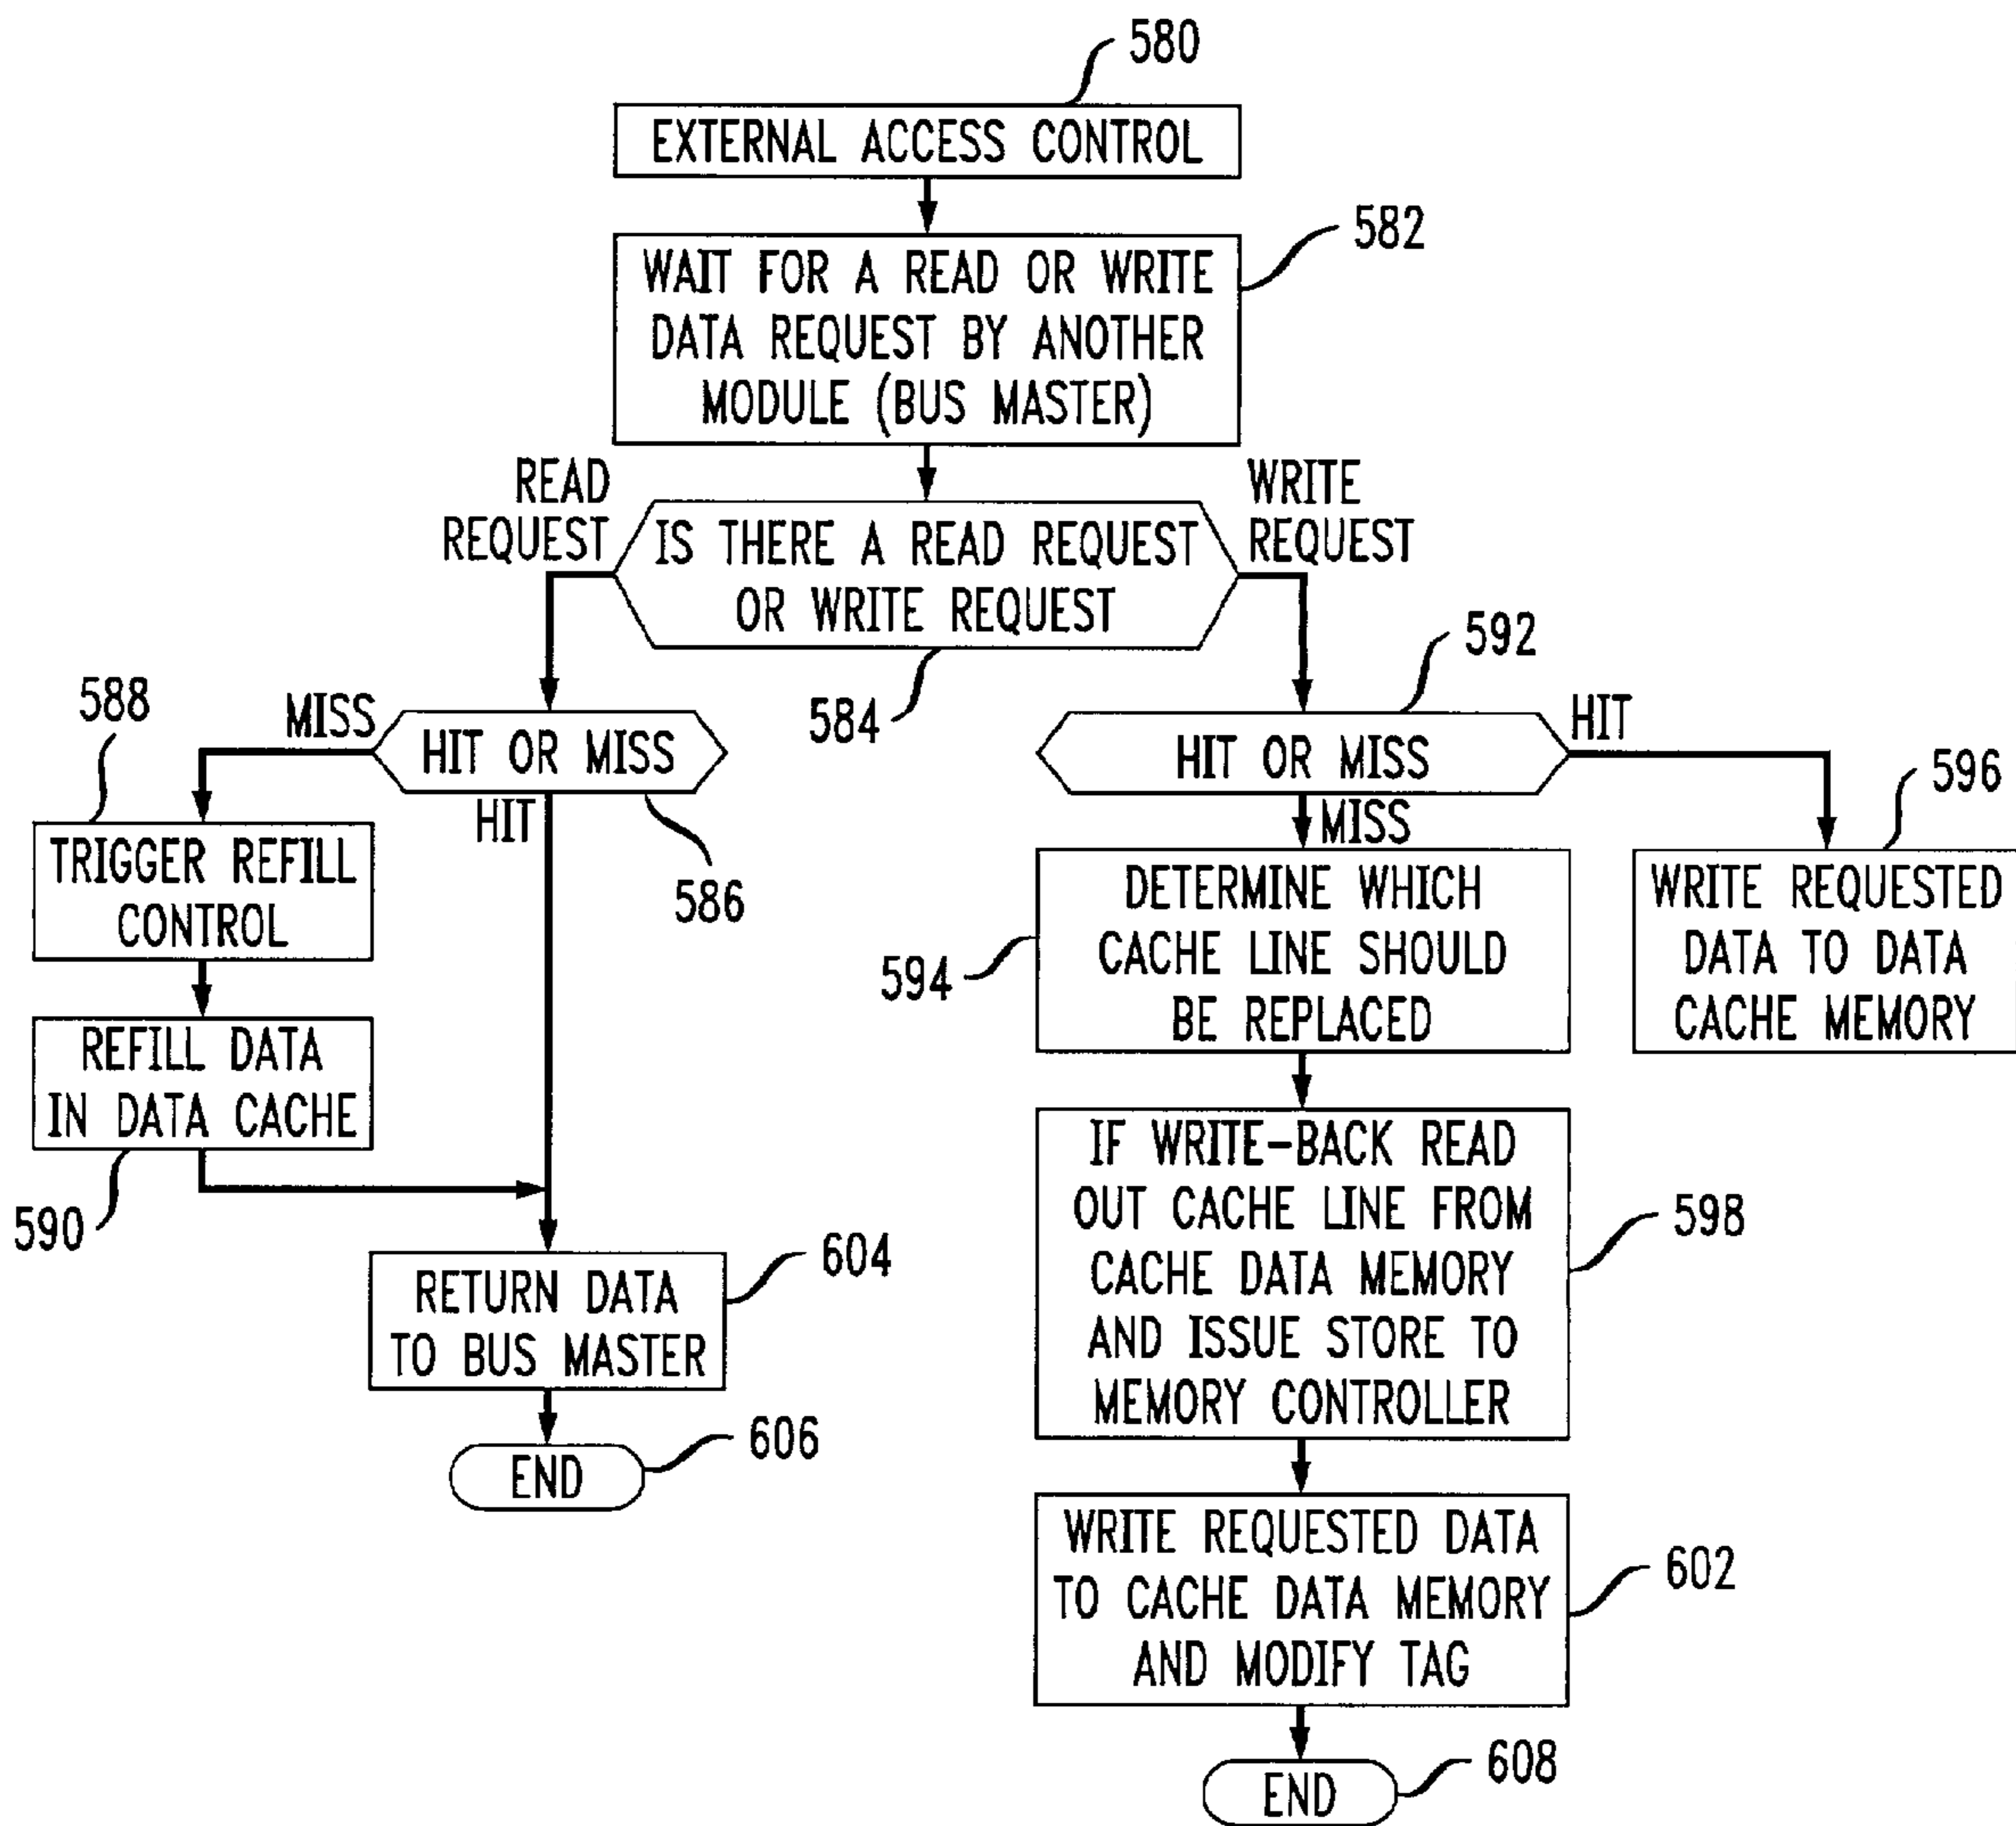 580
EXTERNAL ACCESS CONTROL
582
WAIT FOR A READ OR WRITE
DATA REQUEST BY ANOTHER
MODULE (BUS MASTER)
READ
REQUEST
WRITE
REQUEST
IS THERE A READ REQUEST
OR WRITE REQUEST
584
592
588
MISS
HIT OR MISS
HIT
586
HIT OR MISS
HIT
MISS
596
TRIGGER REFILL
CONTROL
REFILL DATA
IN DATA CACHE
590
604
RETURN DATA
TO BUS MASTER
606
END
594
DETERMINE WHICH
CACHE LINE SHOULD
BE REPLACED
WRITE REQUESTED
DATA TO DATA
CACHE MEMORY
IF WRITE-BACK READ
OUT CACHE LINE FROM
CACHE DATA MEMORY
AND ISSUE STORE TO
MEMORY CONTROLLER
598
WRITE REQUESTED DATA
TO CACHE DATA MEMORY
AND MODIFY TAG
602
END
608